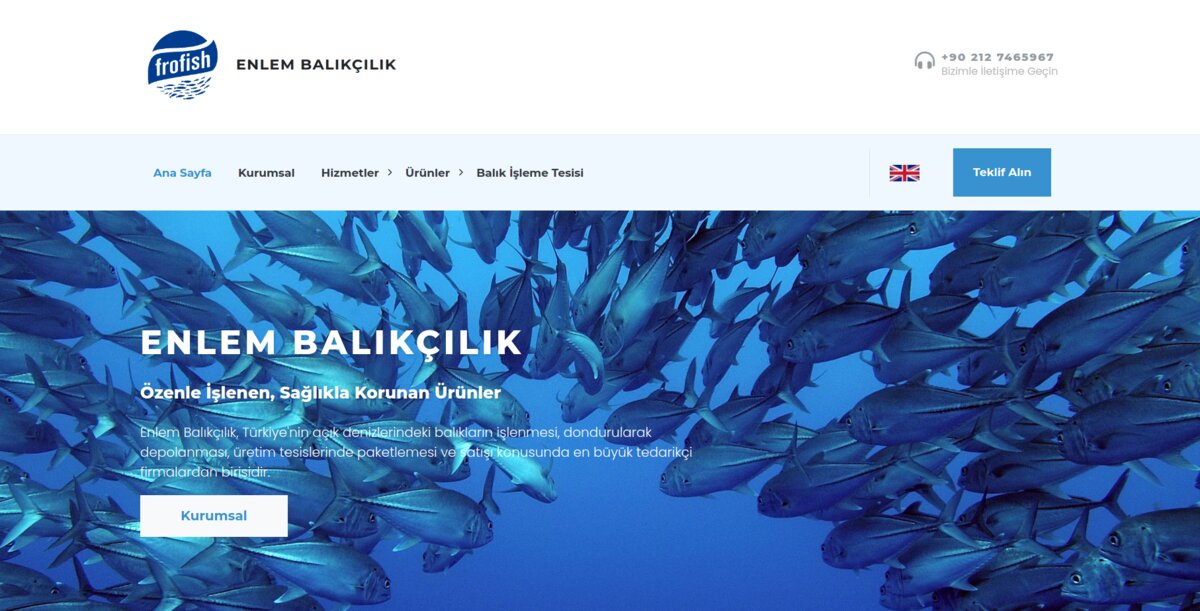 frofish
ENLEM BALIKÇILIK
+90 212 7465967
Bizimle İletişime Geçin
Ana Sayfa
Kurumsal
Hizmetler
Ürünler
Balık İşleme Tesisi
Teklif Alın
ENLEM BALIKÇILIK
Özenle İşlenen, Sağlıkla Korunan Ürünler
Enlem Balıkçılık, Türkiye'nin açık denizlerindeki balıkların işlenmesi, dondurularak
depolanması, üretim tesislerinde paketlemesi ve satışı konusunda en büyük tedarikçi
firmalardan birisidir.
Kurumsal